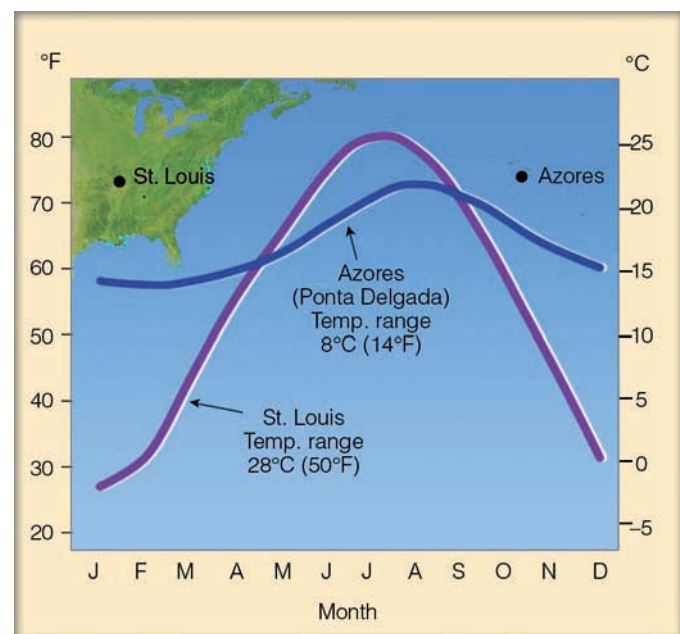 °F
°C
80
70
60
50
40
30
20
25
20
15
10
5
0
–5
St. Louis
Azores
Azores
(Ponta Delgada)
Temp. range
8°C (14°F)
St. Louis
Temp. range
28°C (50°F)
J F M A M J J A S O N D
Month